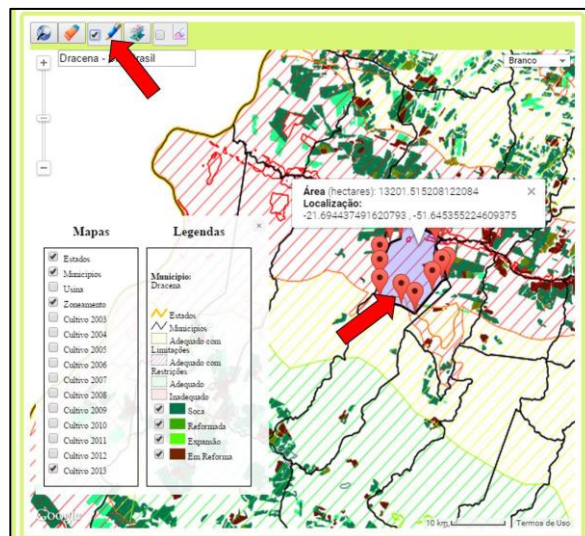 Dracena -
rasil
Branco
Área (hectares): 13201.515208122084
Localização:
-21.694437491620793 , -51.645355224609375
Mapas
Estados
Municipios
Usina
Zoneamento
Cultivo 2003
Cultivo 2004
Cultivo 2005
Cultivo 2006
Cultivo 2007
Cultivo 2008
Cultivo 2009
Cultivo 2010
Cultivo 2011
Cultivo 2012
Cultivo 2013
Legendas
Município:
Dracena
Estados
Municipios
Adequado com
Limitações
Adequado com
Restrições
Adequado
Inadequado
Soca
Reformada
Expansão
Em Reforma
Google
10 km
Termos de Uso